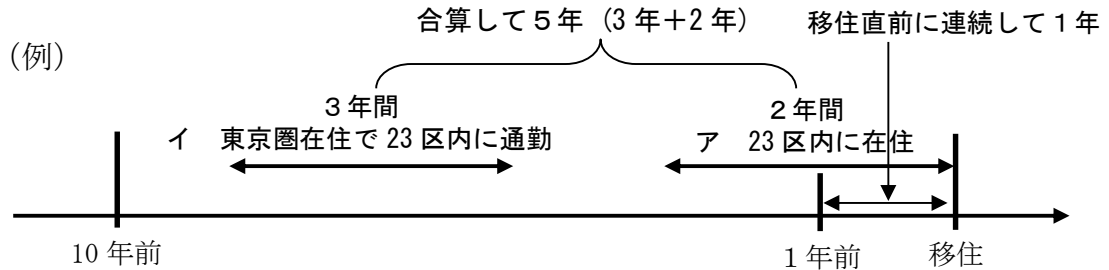 合算して５年（3年＋2年）　移住直前に連続して１年
（例）
３年間　２年間
イ　東京圏在住で 23 区内に通勤　ア　23 区内に在住
10 年前　１年前　移住